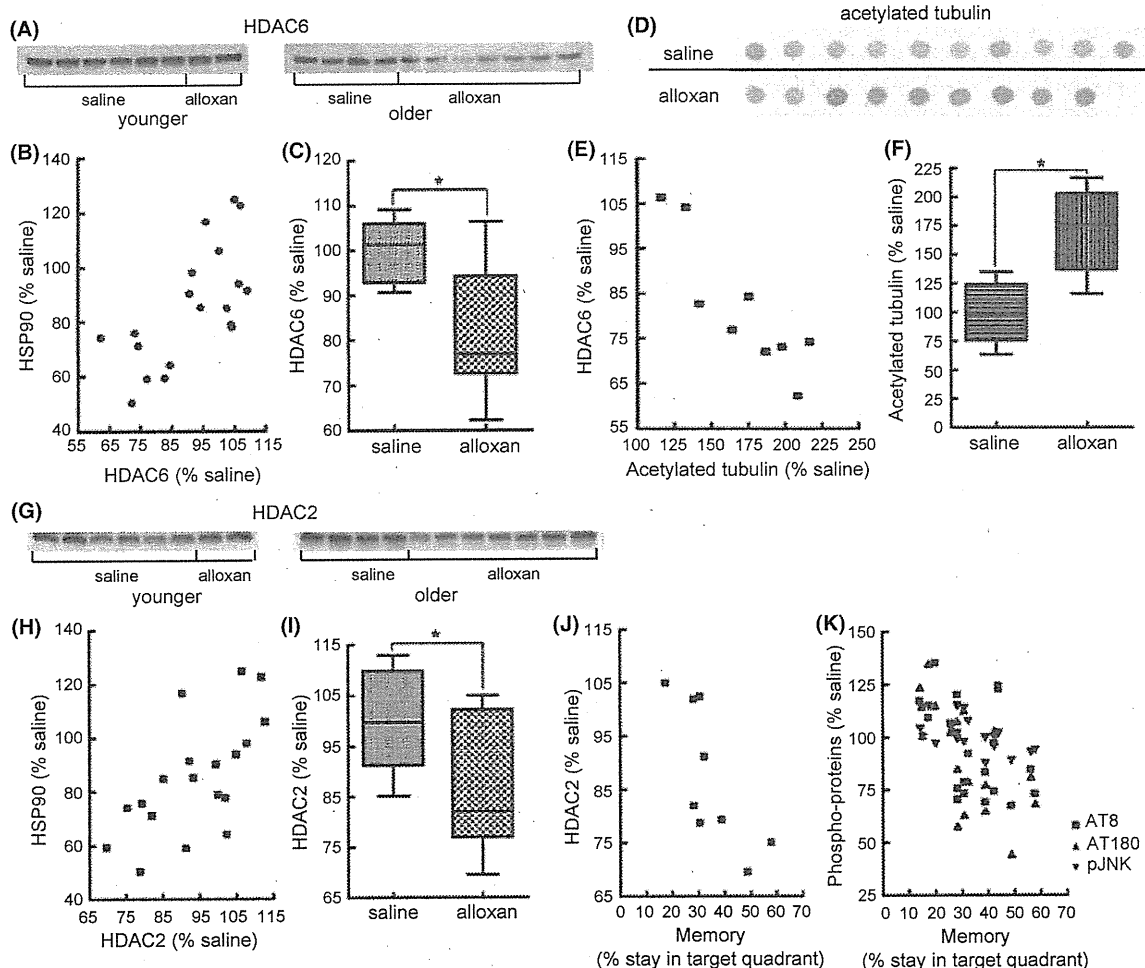 (A) HDAC6
saline alloxan saline alloxan
younger older
(D) acetylated tubulin
saline
alloxan
(B)
HSP90 (% saline)
140
120
100
80
60
40
55 65 75 85 95 105 115
HDAC6 (% saline)
(C)
HDAC6 (% saline)
120
110
100
90
80
70
60
*
saline alloxan
(E)
HDAC6 (% saline)
115
105
95
85
75
65
55
100 125 150 175 200 225 250
Acetylated tubulin (% saline)
(F)
Acetylated tubulin (% saline)
225
200
175
150
125
100
75
50
25
0
*
saline alloxan
(G) HDAC2
saline alloxan saline alloxan
younger older
(H)
HSP90 (% saline)
140
120
100
80
60
40
65 75 85 95 105 115
HDAC2 (% saline)
(I)
HDAC2 (% saline)
115
105
95
85
75
65
*
saline alloxan
(J)
HDAC2 (% saline)
115
105
95
85
75
65
0 10 20 30 40 50 60 70
Memory
(% stay in target quadrant)
(K)
Phospho-proteins (% saline)
150
125
100
75
50
25
0 10 20 30 40 50 60 70
Memory
(% stay in target quadrant)
AT8
AT180
pJNK